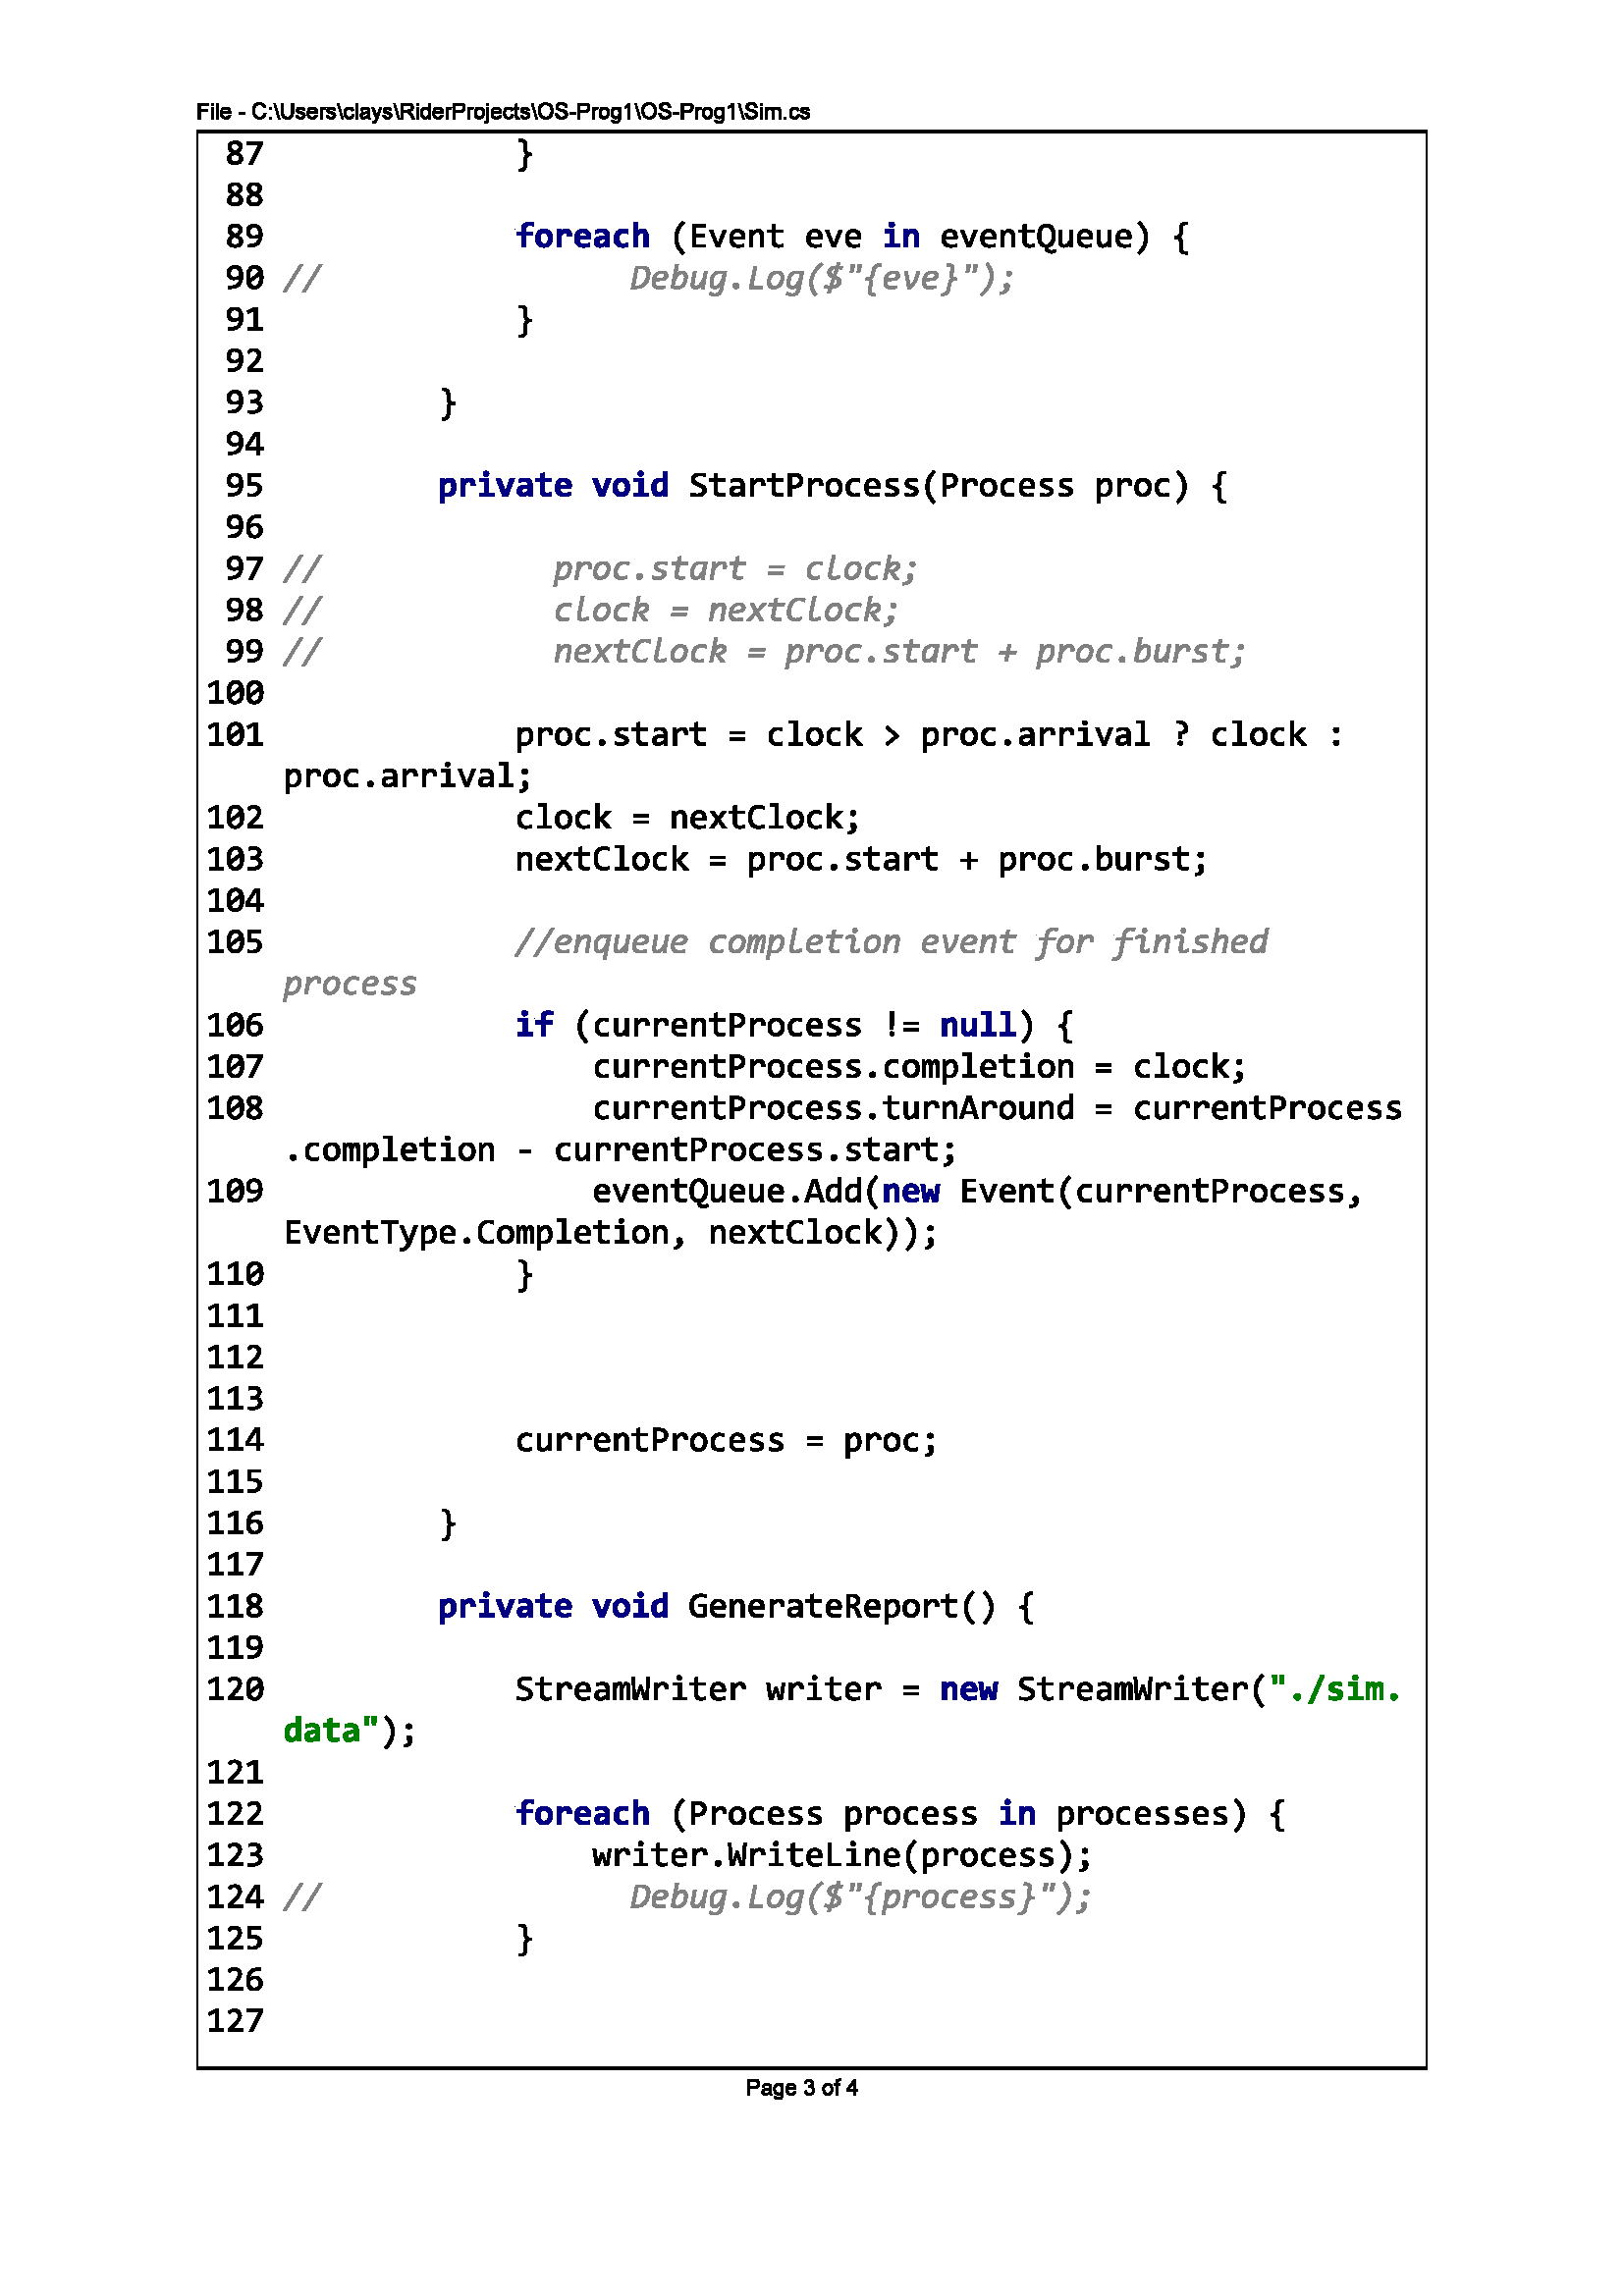 File - C:\Users\clays\RiderProjects\OS-Prog1\OS-Prog1\Sim.cs
87             }
88
89             foreach (Event eve in eventQueue) {
90 //                Debug.Log($"{eve}");
91             }
92
93         }
94
95         private void StartProcess(Process proc) {
96
97 //            proc.start = clock;
98 //            clock = nextClock;
99 //            nextClock = proc.start + proc.burst;
100
101             proc.start = clock > proc.arrival ? clock :
proc.arrival;
102             clock = nextClock;
103             nextClock = proc.start + proc.burst;
104
105             //enqueue completion event for finished
process
106             if (currentProcess != null) {
107                 currentProcess.completion = clock;
108                 currentProcess.turnAround = currentProcess
.completion - currentProcess.start;
109                 eventQueue.Add(new Event(currentProcess,
EventType.Completion, nextClock));
110             }
111
112
113
114             currentProcess = proc;
115
116         }
117
118         private void GenerateReport() {
119
120             StreamWriter writer = new StreamWriter("./sim.
data");
121
122             foreach (Process process in processes) {
123                 writer.WriteLine(process);
124 //                Debug.Log($"{process}");
125             }
126
127
Page 3 of 4